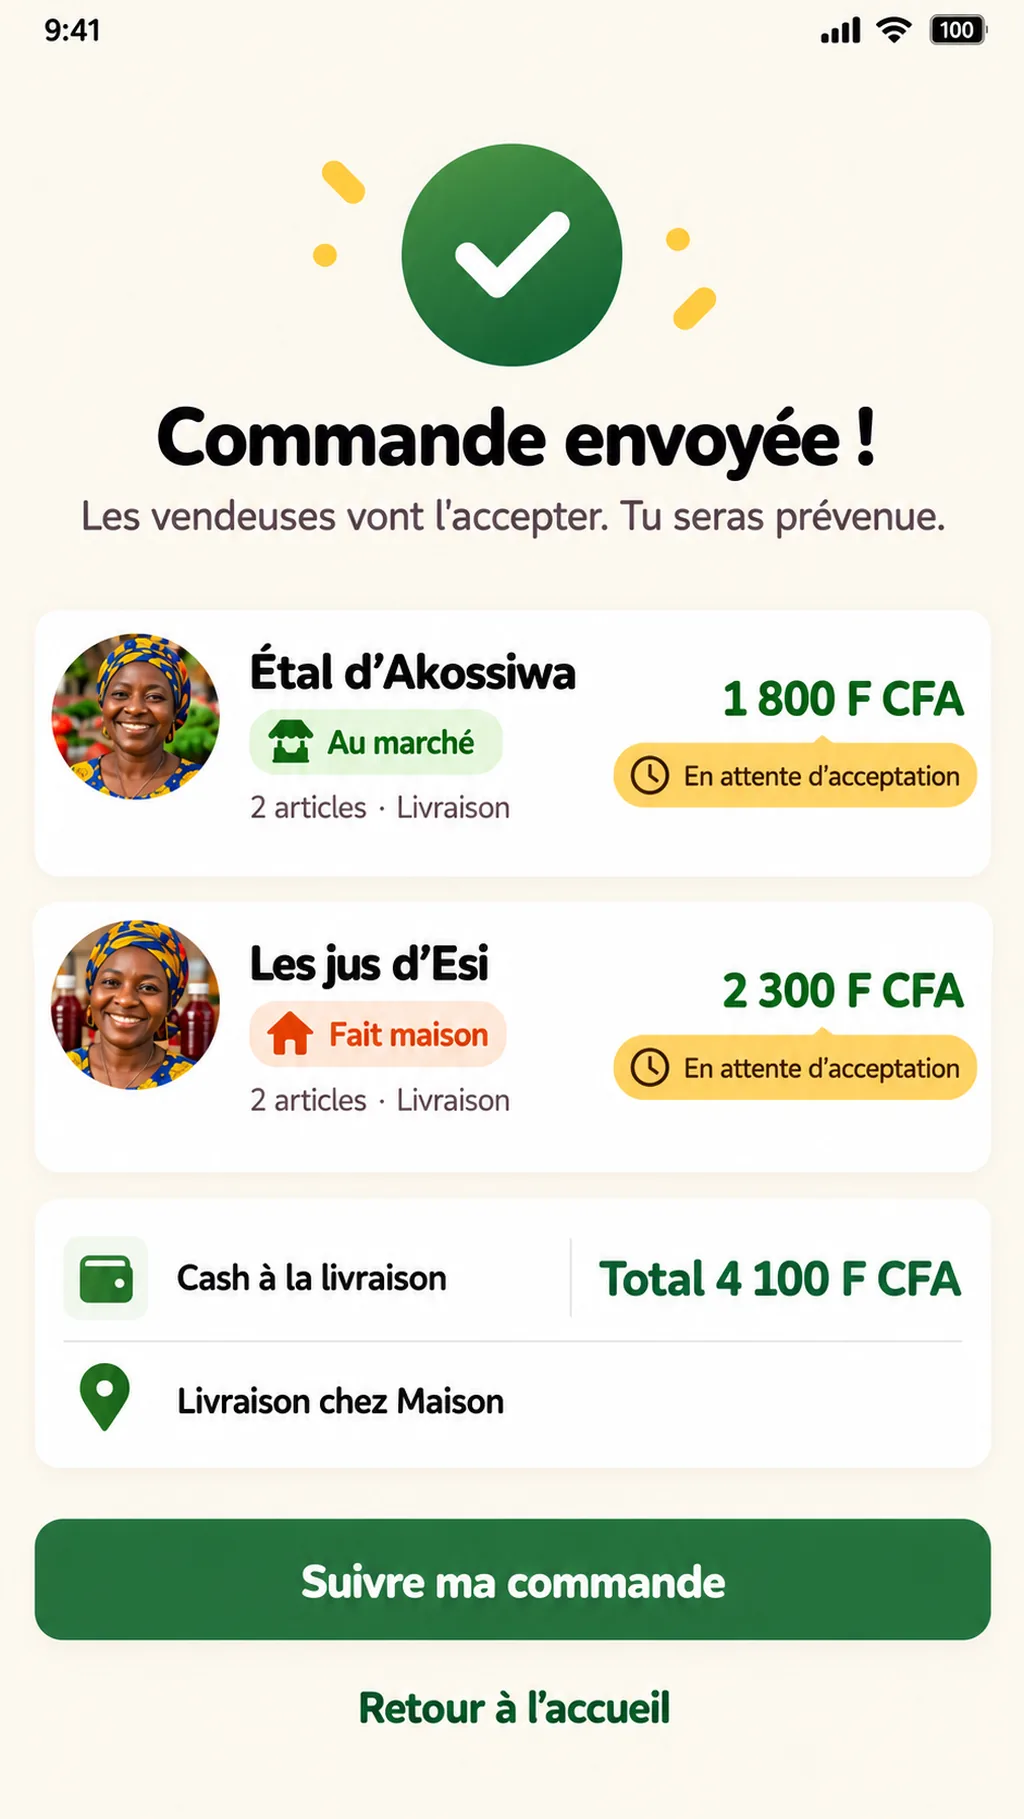 9:41
100
Commande envoyée !
Les vendeuses vont l'accepter. Tu seras prévenue.
Étal d’Akossiwa
Au marché
2 articles · Livraison
1 800 F CFA
En attente d’acceptation
Les jus d’Esi
Fait maison
2 articles · Livraison
2 300 F CFA
En attente d’acceptation
Cash à la livraison
Total 4 100 F CFA
Livraison chez Maison
Suivre ma commande
Retour à l’accueil